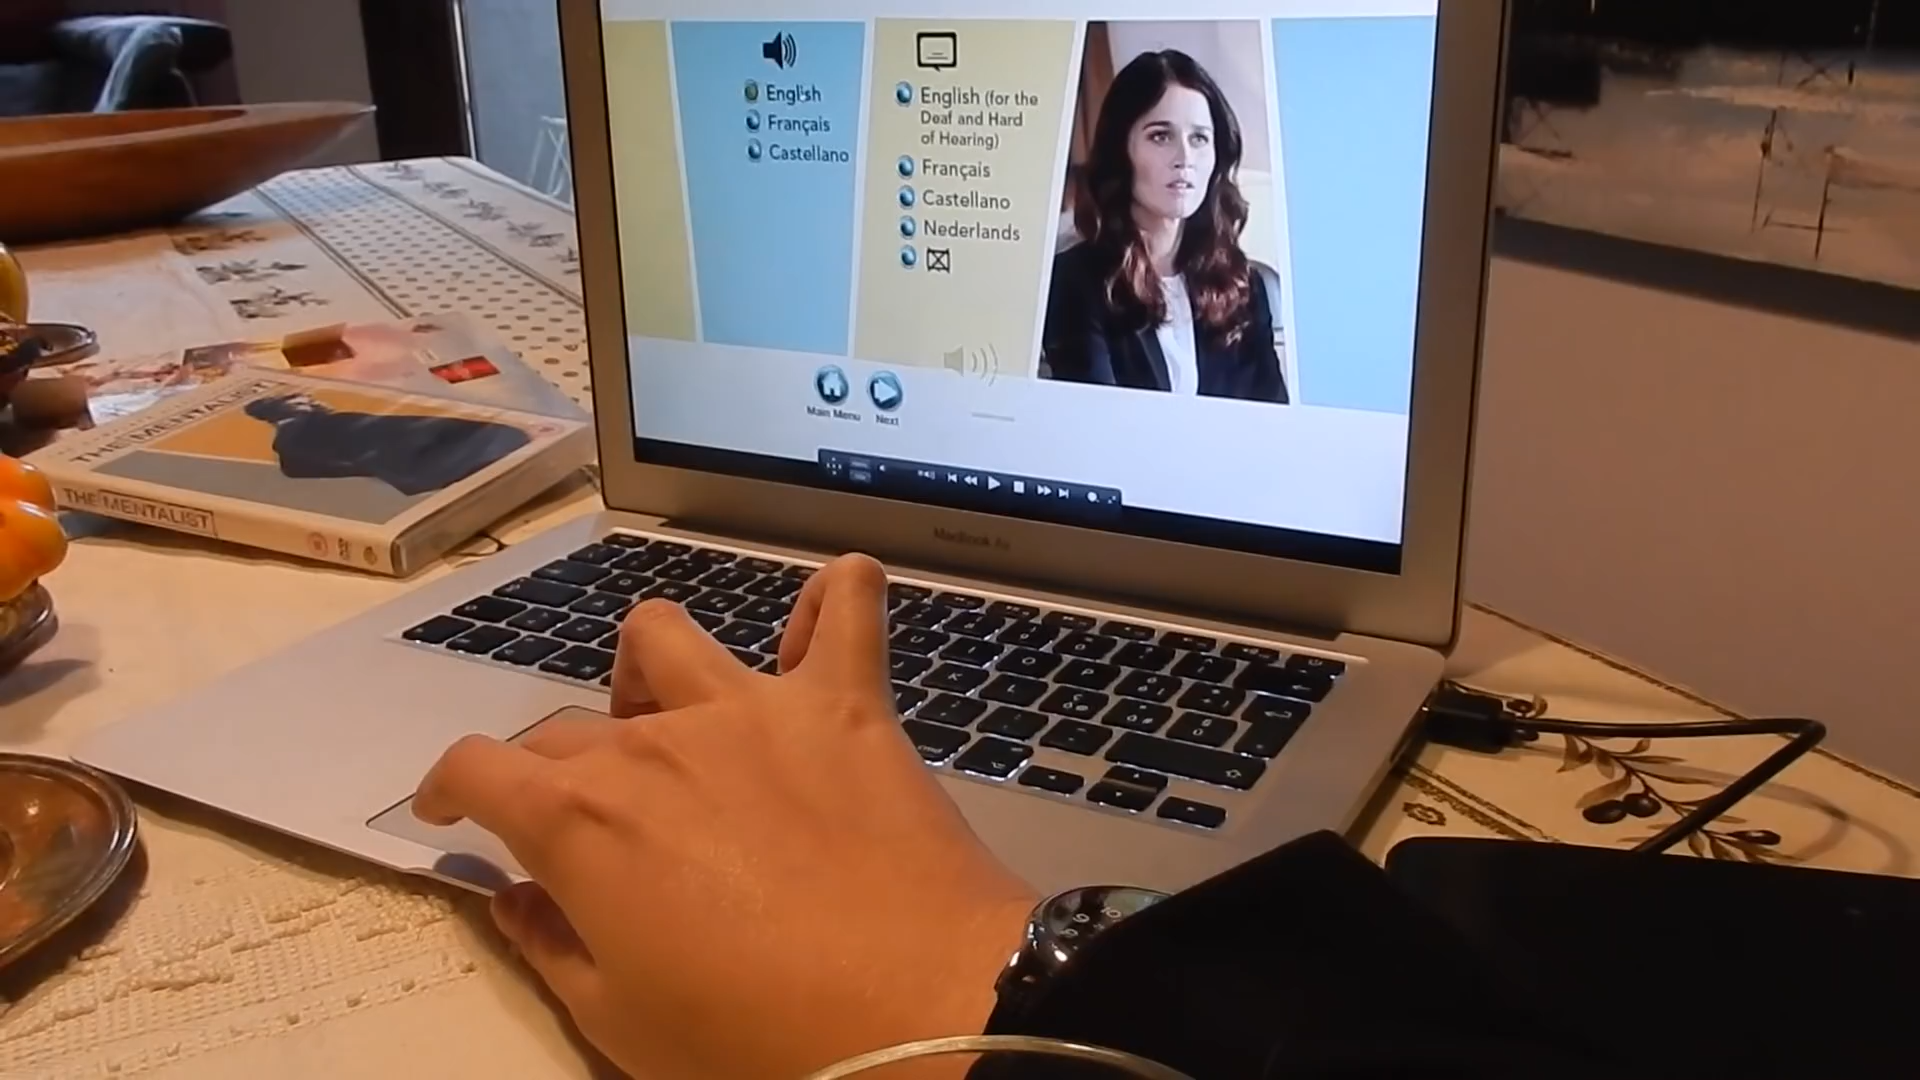 English
Français
Castellano
English (for the
Deaf and Hard
of Hearing)
Français
Castellano
Nederlands
Main Menu
Next
MacBook Air
THE MENTALIST
THE MENTALIST
cmd